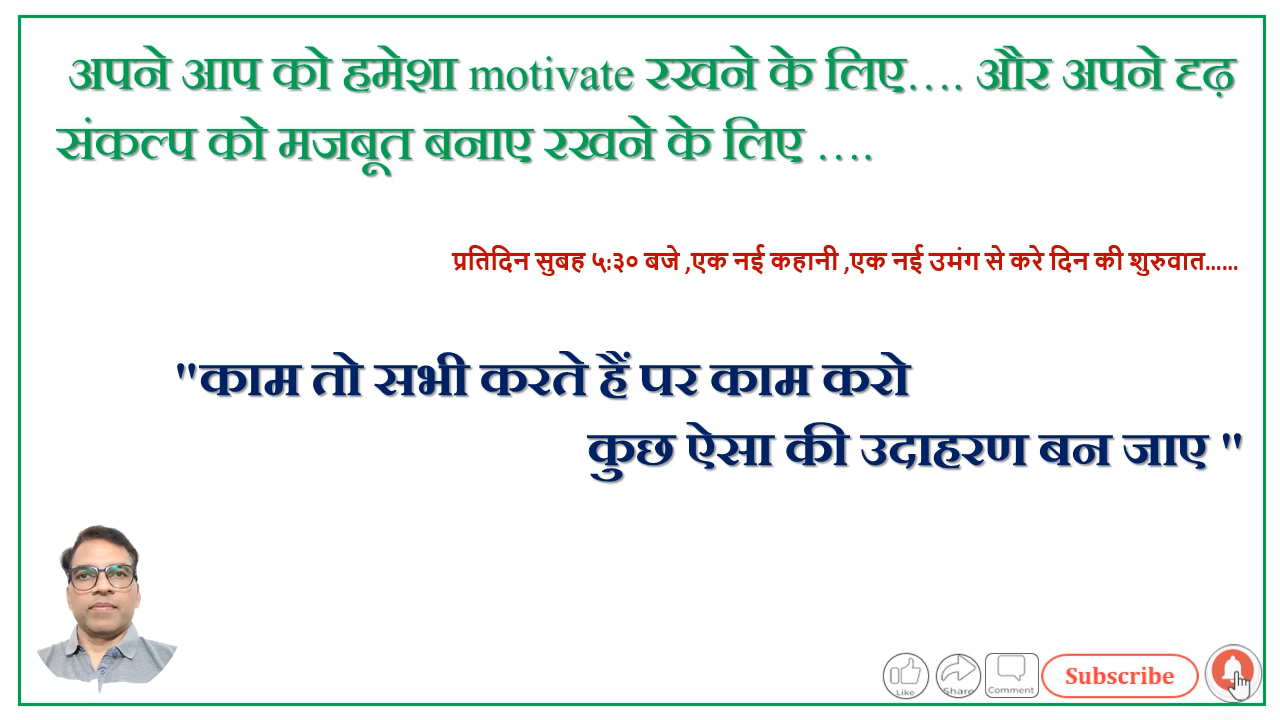 अपने आप को हमेशा motivate रखने के लिए…. और अपने दृढ़
संकल्प को मजबूत बनाए रखने के लिए ….
प्रतिदिन सुबह ५:३० बजे ,एक नई कहानी ,एक नई उमंग से करे दिन की शुरुवात......
"काम तो सभी करते हैं पर काम करो
कुछ ऐसा की उदाहरण बन जाए "
Like
Share
Comment
Subscribe